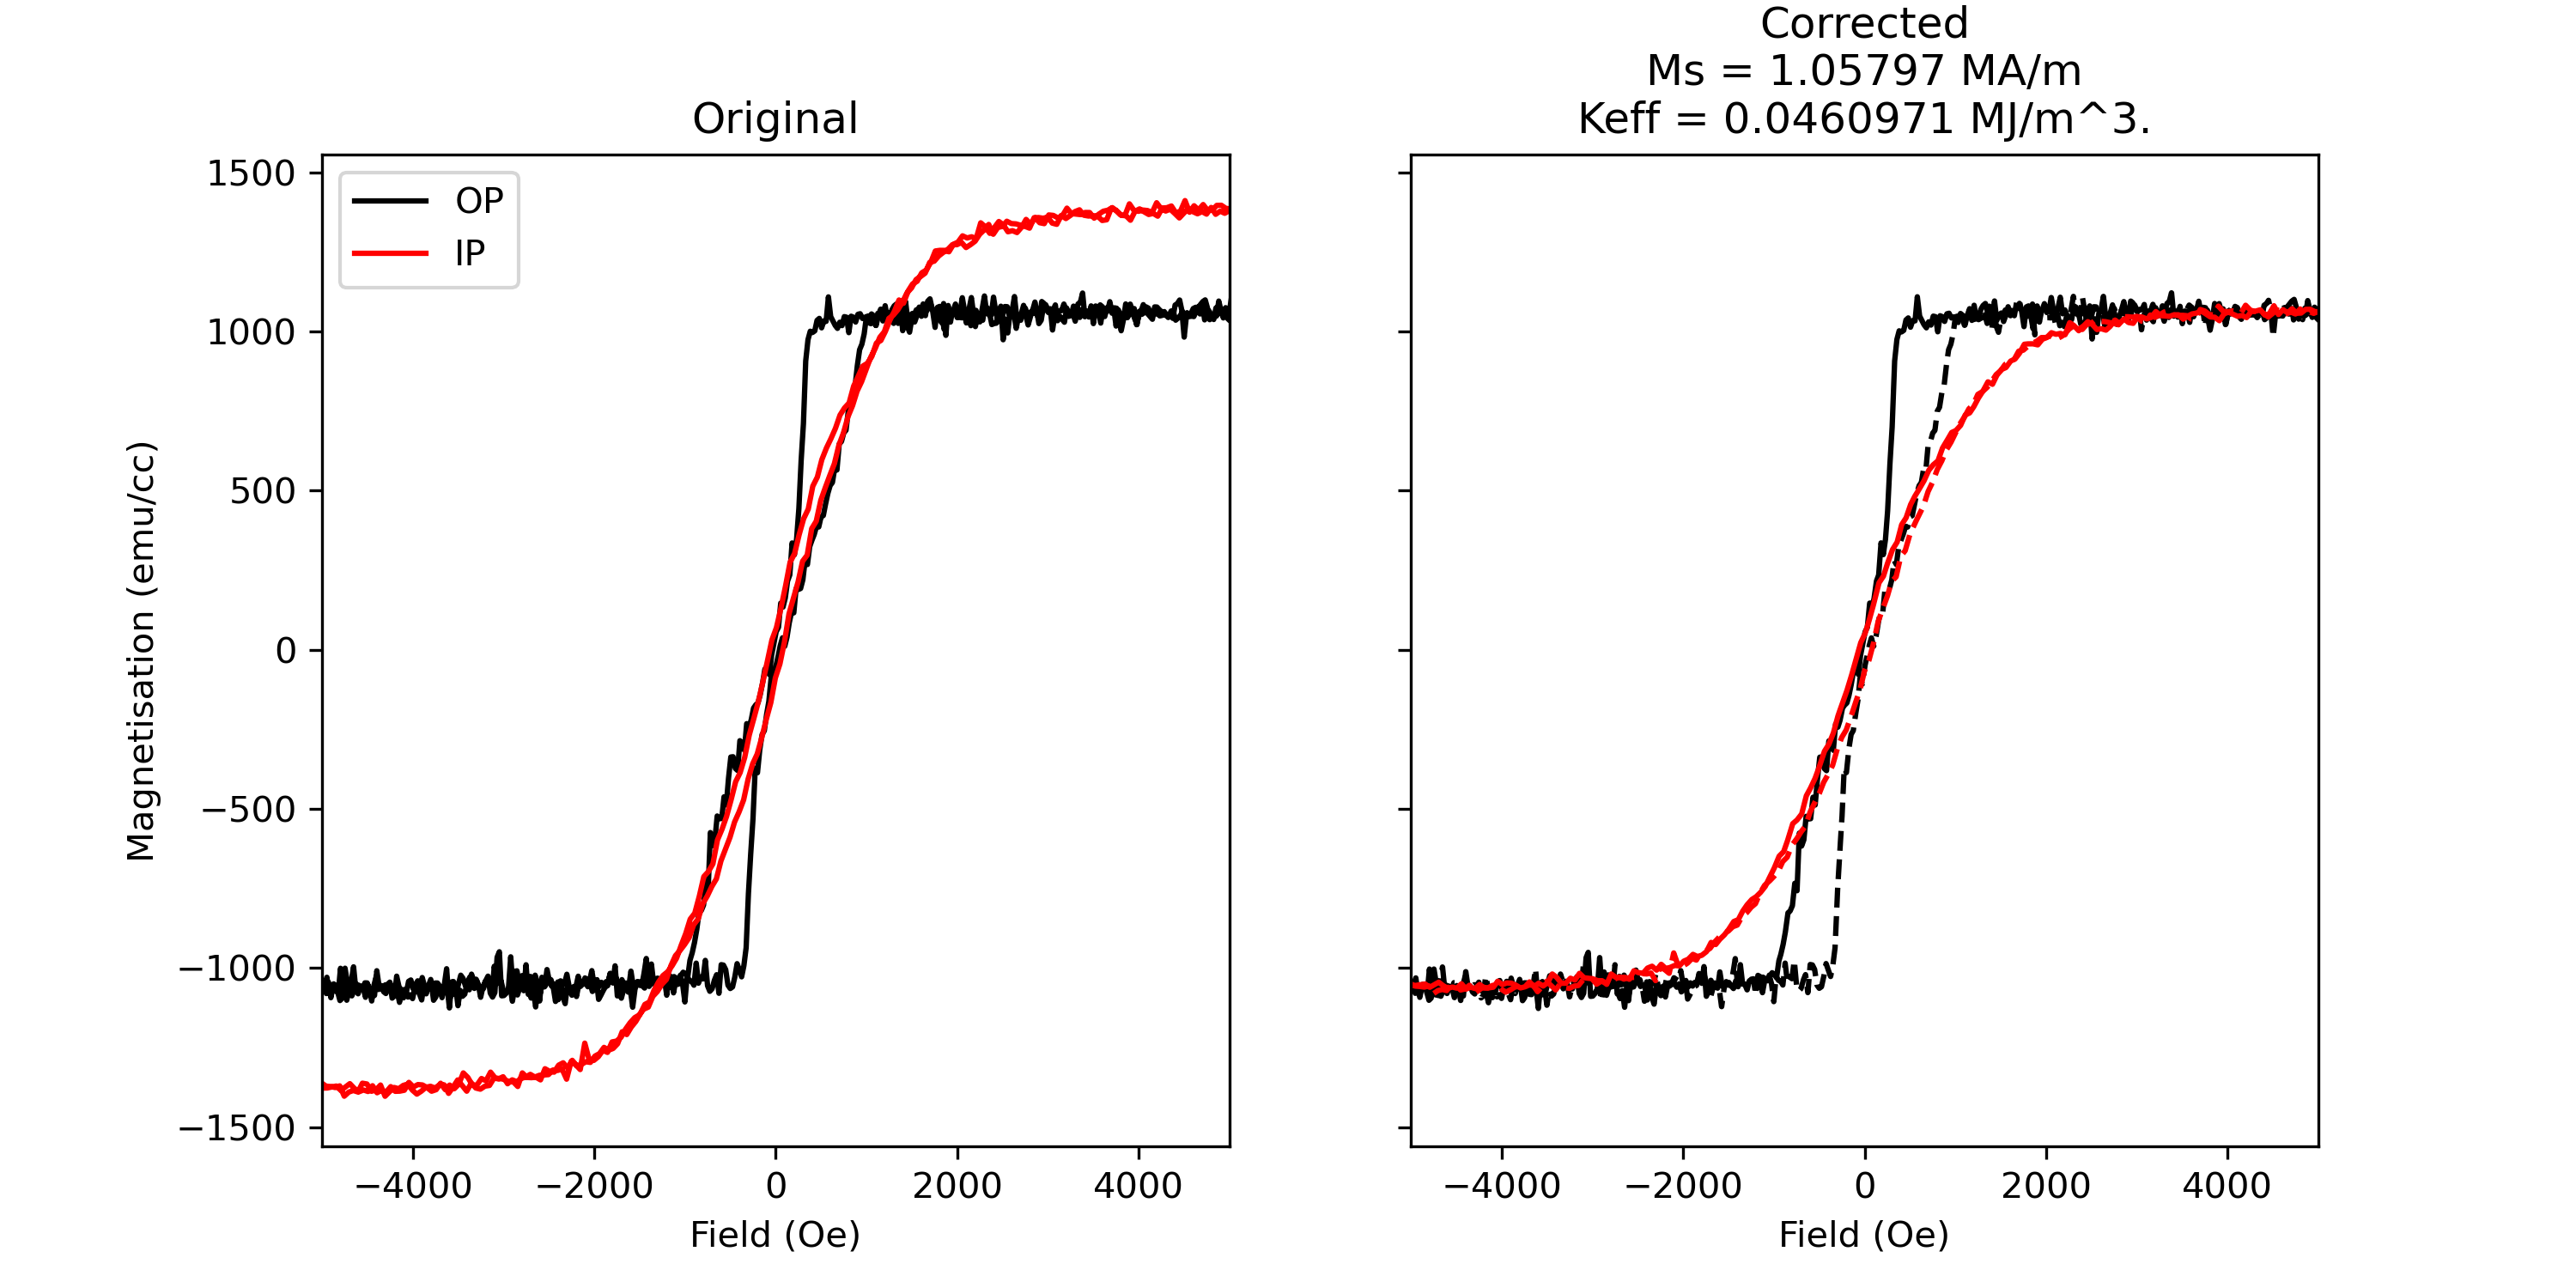 Original
OP
IP
1500
1000
500
0
−500
−1000
−1500
Magnetisation (emu/cc)
−4000 −2000 0 2000 4000
Field (Oe)
Corrected
Ms = 1.05797 MA/m
Keff = 0.0460971 MJ/m^3.
−4000 −2000 0 2000 4000
Field (Oe)